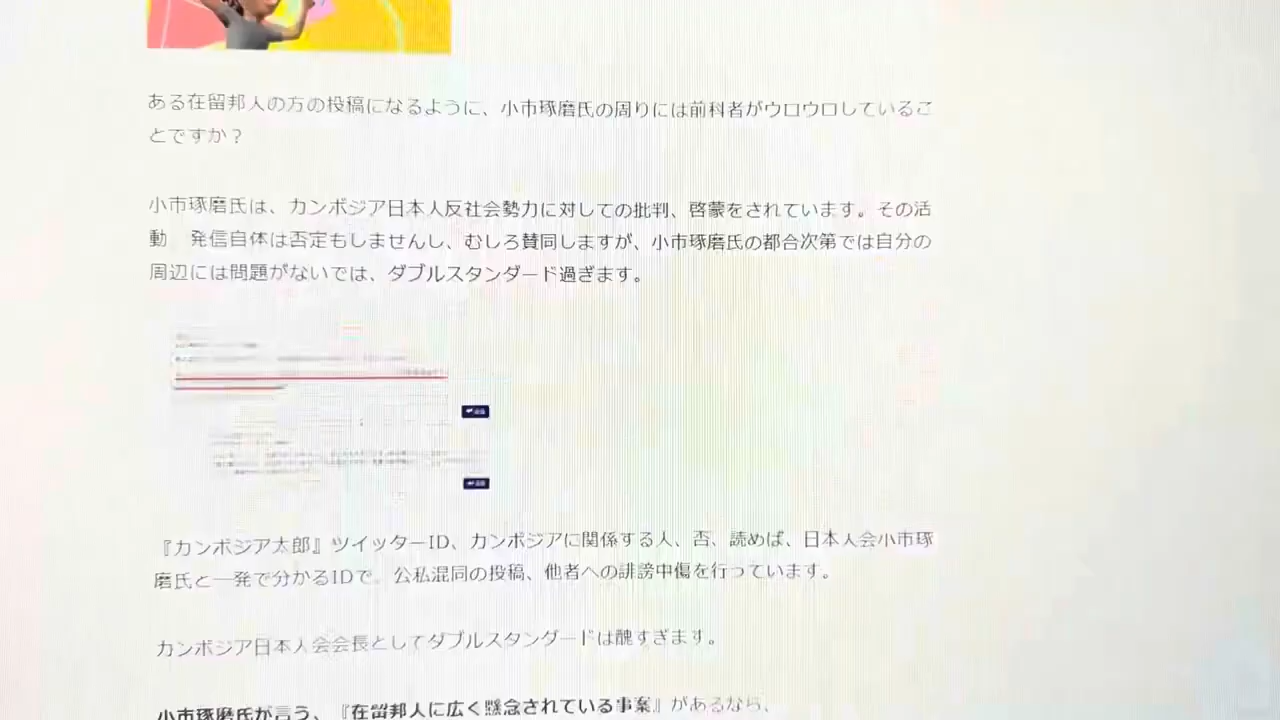 ある在留邦人の方の投稿になるように、小市琢磨氏の周りには前科者がウロウロしているこ
とですか？
小市琢磨氏は、カンボジア日本人反社会勢力に対しての批判、啓蒙をされています。その活
動　発信自体は否定もしませんし、むしろ賛同しますが、小市琢磨氏の都合次第では自分の
周辺には問題がないでは、ダブルスタンダード過ぎます。
『カンボジア太郎』ツイッターID、カンボジアに関係する人、否、読めば、日本人会小市琢
磨氏と一発で分かるIDで、公私混同の投稿、他者への誹謗中傷を行っています。
カンボジア日本人会会長としてダブルスタンダードは醜すぎます。
小市琢磨氏が言う、『在留邦人に広く懸念されている事案』があるなら、